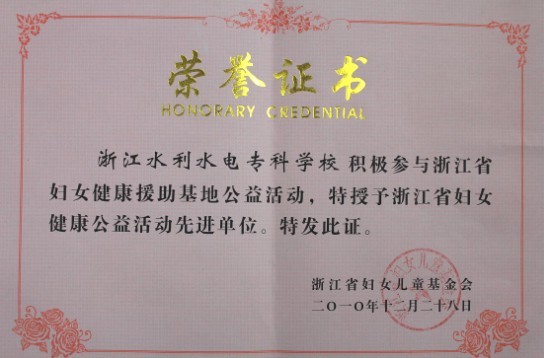 荣誉证书
HONORARY CREDENTIAL
浙江水利水电专科学校 积极参与浙江省
妇女健康援助基地公益活动，特授予浙江省妇女
健康公益活动先进单位。特发此证。
浙江省妇女儿童基金会
二〇一〇年十二月二十八日